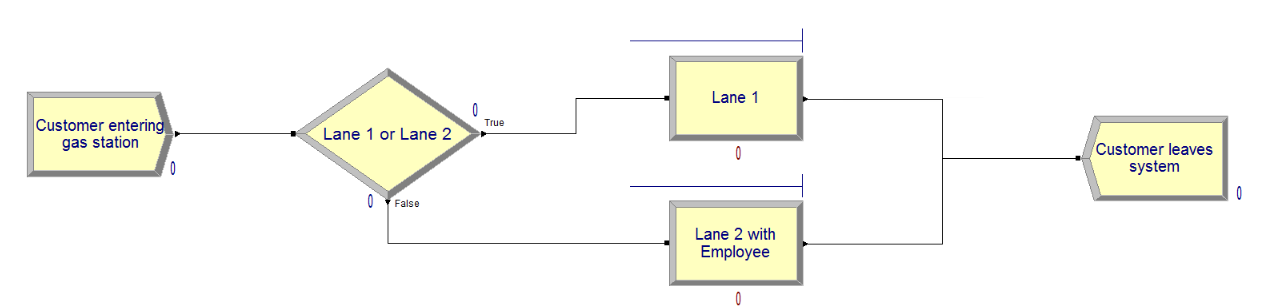 Customer entering
gas station
0
Lane 1 or Lane 2
0
True
0
False
Lane 1
0
Lane 2 with
Employee
0
Customer leaves
system
0